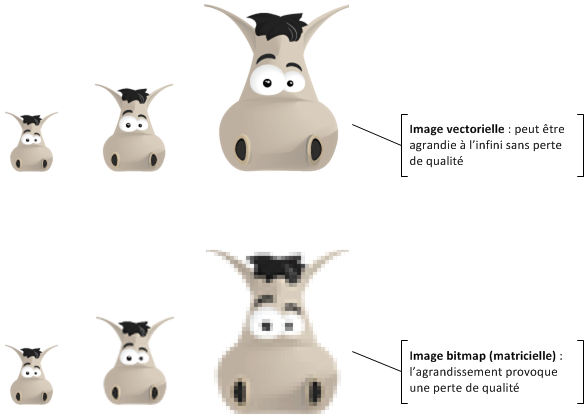 Image vectorielle : peut être
agrandie à l’infini sans perte
de qualité
Image bitmap (matricielle) :
l’agrandissement provoque
une perte de qualité